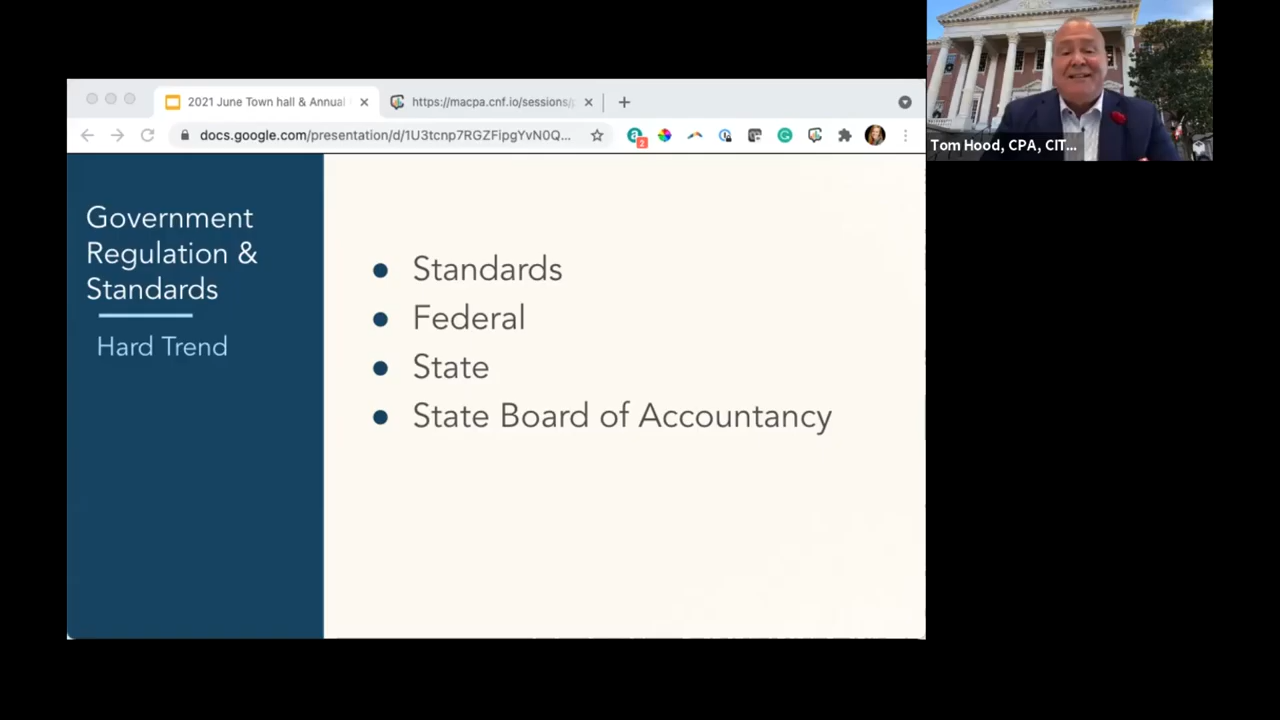 2021 June Town hall & Annual
https://macpa.cnf.io/sessions/
docs.google.com/presentation/d/1U3tcnp7RGZFipgYvN0Q...
2
Tom Hood, CPA, CIT...
Government
Regulation &
Standards
Hard Trend
Standards
Federal
State
State Board of Accountancy